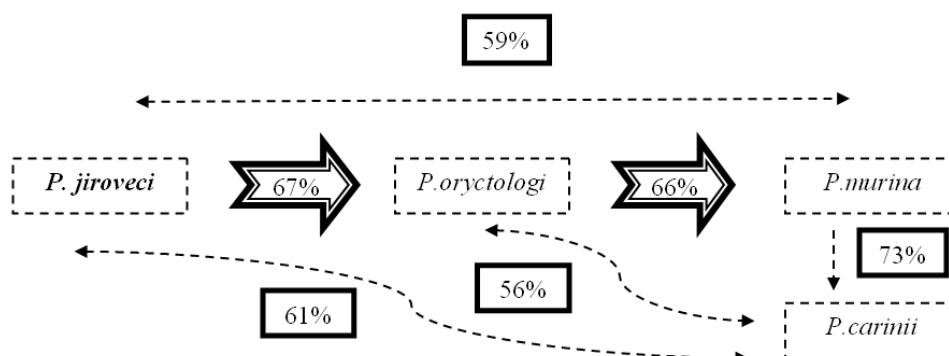 59%
P. jiroveci
67%
P.oryctologi
66%
P.murina
73%
56%
61%
P.carinii